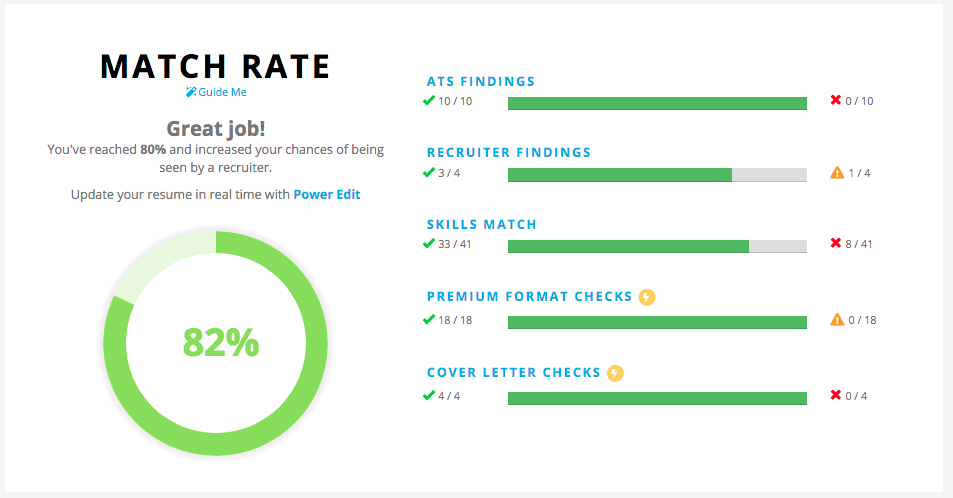 MATCH RATE
Guide Me
Great job!
You've reached 80% and increased your chances of being
seen by a recruiter.
Update your resume in real time with Power Edit
82%
ATS FINDINGS
10 / 10
0 / 10
RECRUITER FINDINGS
3 / 4
1 / 4
SKILLS MATCH
33 / 41
8 / 41
PREMIUM FORMAT CHECKS
18 / 18
0 / 18
COVER LETTER CHECKS
4 / 4
0 / 4